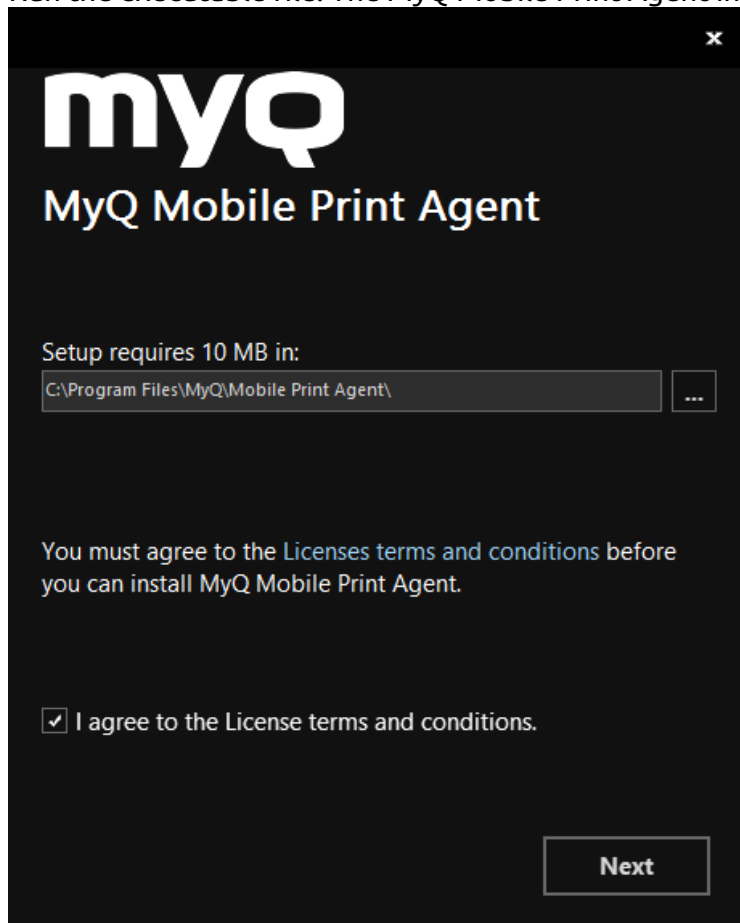 x
myQ
MyQ Mobile Print Agent
Setup requires 10 MB in:
C:\Program Files\MyQ\Mobile Print Agent\
...
You must agree to the Licenses terms and conditions before
you can install MyQ Mobile Print Agent.
I agree to the License terms and conditions.
Next